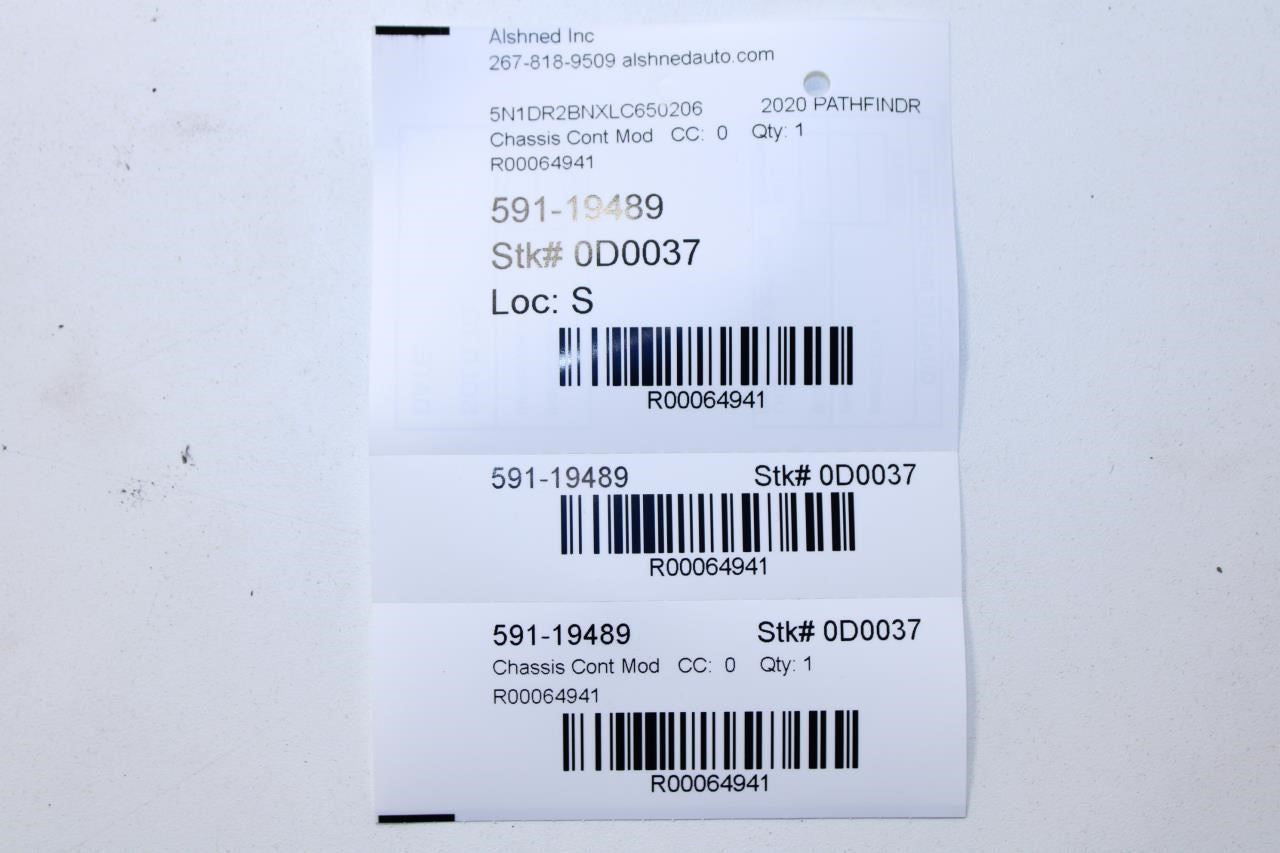 Alshned Inc
267-818-9509 alshnedauto.com
5N1DR2BNXLC650206 2020 PATHFINDR
Chassis Cont Mod CC: 0 Qty: 1
R00064941
591-19489
Stk# 0D0037
Loc: S
R00064941
591-19489 Stk# 0D0037
R00064941
591-19489 Stk# 0D0037
Chassis Cont Mod CC: 0 Qty: 1
R00064941
R00064941